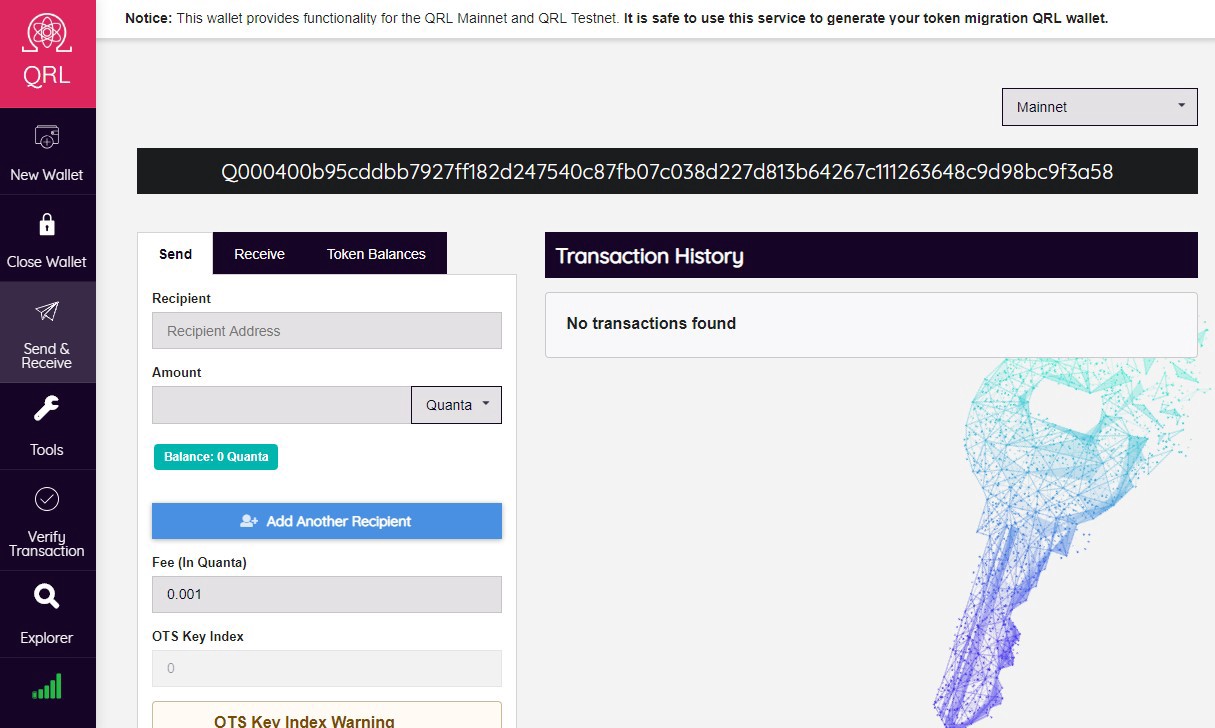 Notice: This wallet provides functionality for the QRL Mainnet and QRL Testnet. It is safe to use this service to generate your token migration QRL wallet.
QRL
Mainnet
New Wallet
Q000400b95cddbb7927ff182d247540c87fb07c038d227d813b64267c111263648c9d98bc9f3a58
Close Wallet
Send Receive Token Balances
Transaction History
Recipient
Recipient Address
No transactions found
Send &
Receive
Amount
Quanta
Tools
Balance: 0 Quanta
Add Another Recipient
Verify
Transaction
Fee (In Quanta)
0.001
Explorer
OTS Key Index
0
OTS Key Index Warning